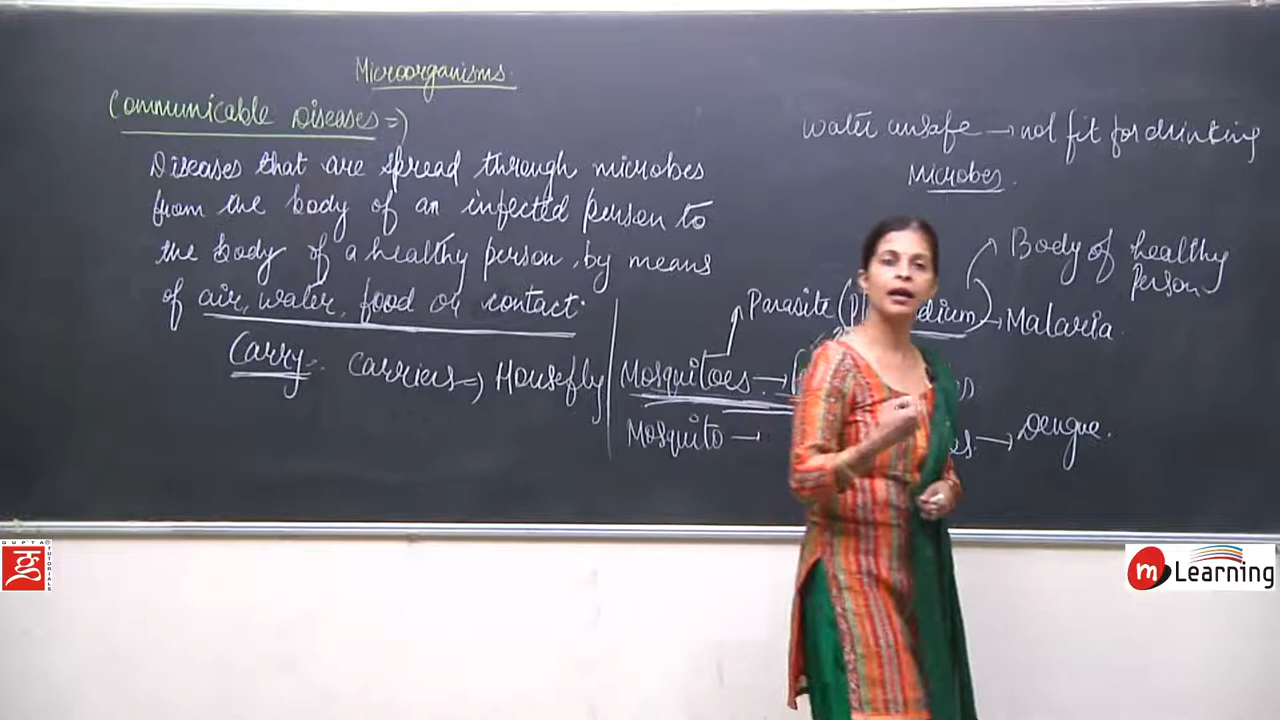 Microorganisms.
Communicable Diseases =>
Diseases that are spread through microbes
from the body of an infected person to
the body of a healthy person, by means
of air, water, food or contact.
Carry :- Carriers => Housefly
water unsafe → not fit for drinking
Microbes.
Body of healthy
Person
Parasite → Malaria.
Mosquitoes →
Mosquito → → Dengue.
GUPTA
TUTORIALS
m Learning